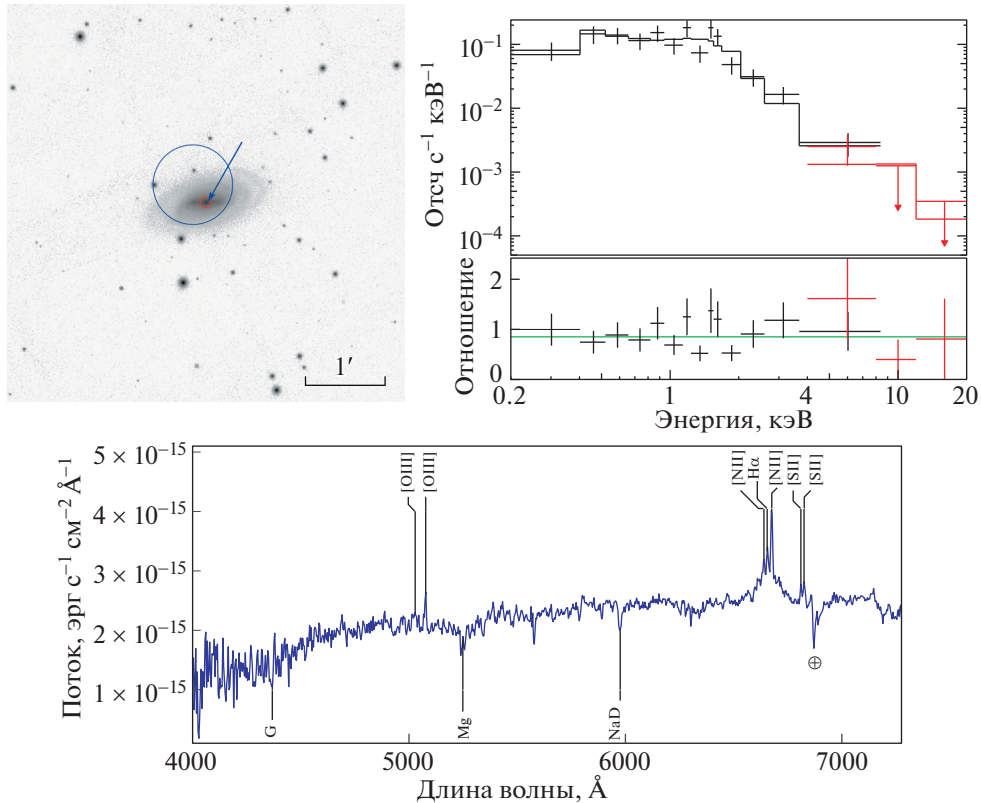 1′
Отсч с⁻¹ кэВ⁻¹
10⁻¹
10⁻²
10⁻³
10⁻⁴
Отношение
2
1
0
0.2 1 4 10 20
Энергия, кэВ
Поток, эрг с⁻¹ см⁻² Å⁻¹
5 × 10⁻¹⁵
4 × 10⁻¹⁵
3 × 10⁻¹⁵
2 × 10⁻¹⁵
1 × 10⁻¹⁵
[OIII]
[OIII]
[NII]
Hα
[NII]
[SII]
[SII]
G
Mg
NaD
⊕
4000 5000 6000 7000
Длина волны, Å